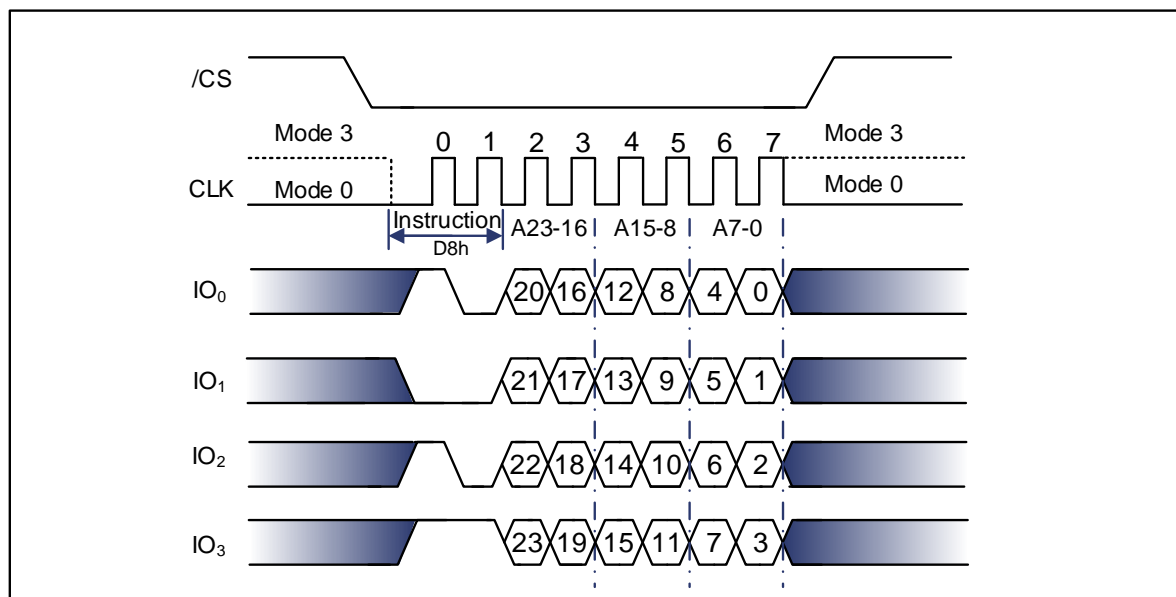 /CS
Mode 3 Mode 3
0 1 2 3 4 5 6 7
CLK Mode 0 Mode 0
Instruction A23-16 A15-8 A7-0
D8h
IO0 20 16 12 8 4 0
IO1 21 17 13 9 5 1
IO2 22 18 14 10 6 2
IO3 23 19 15 11 7 3